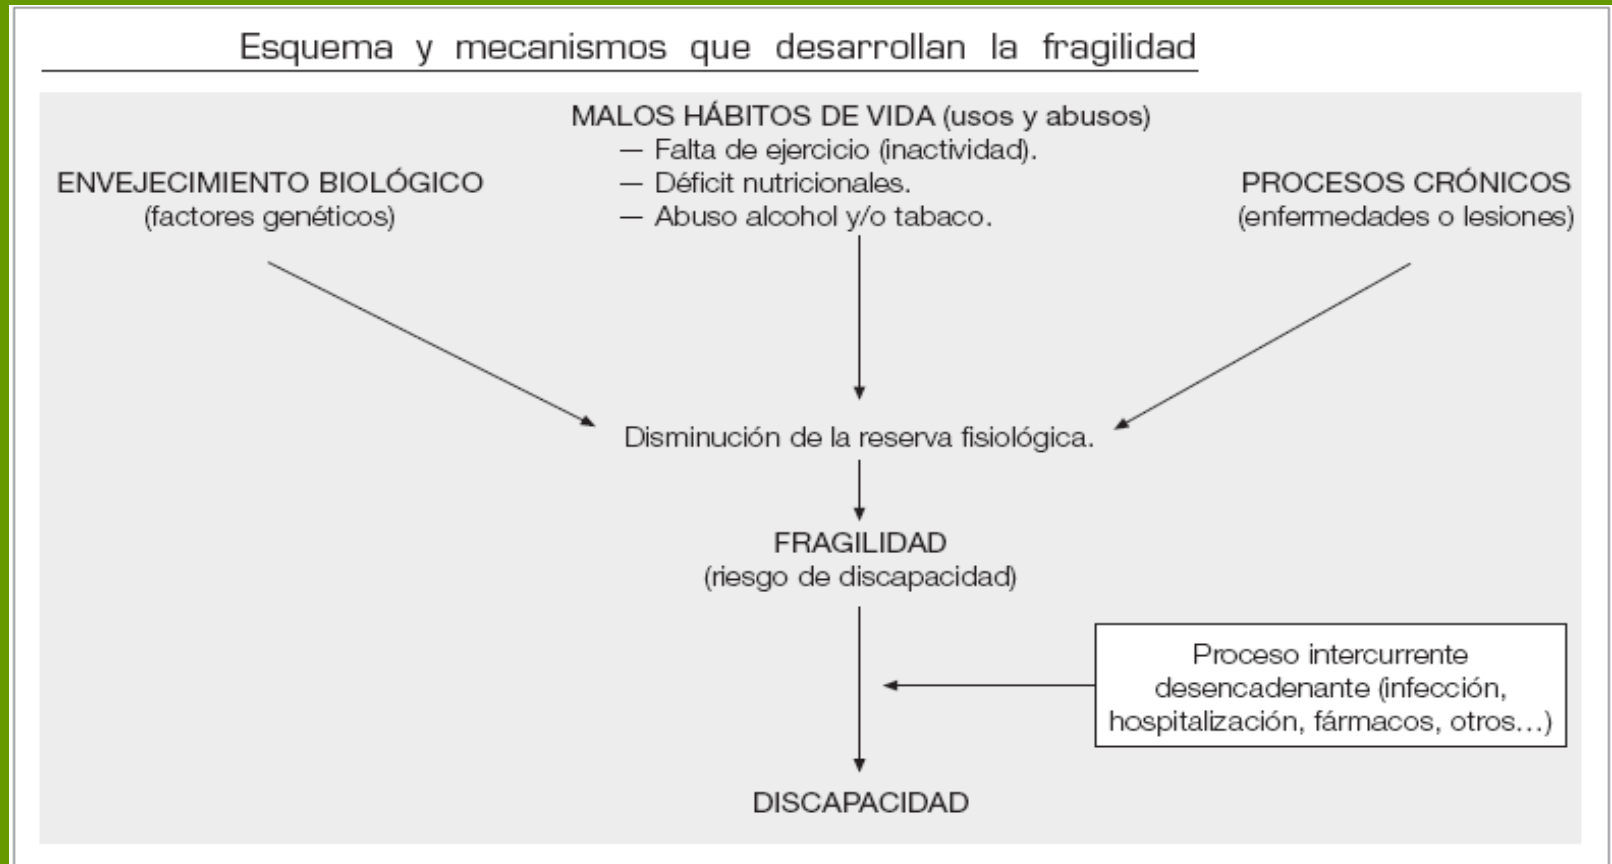 Esquema y mecanismos que desarrollan la fragilidad
MALOS HÁBITOS DE VIDA (usos y abusos)
— Falta de ejercicio (inactividad).
— Déficit nutricionales.
— Abuso alcohol y/o tabaco.
ENVEJECIMIENTO BIOLÓGICO
(factores genéticos)
PROCESOS CRÓNICOS
(enfermedades o lesiones)
Disminución de la reserva fisiológica.
FRAGILIDAD
(riesgo de discapacidad)
Proceso intercurrente
desencadenante (infección,
hospitalización, fármacos, otros...)
DISCAPACIDAD